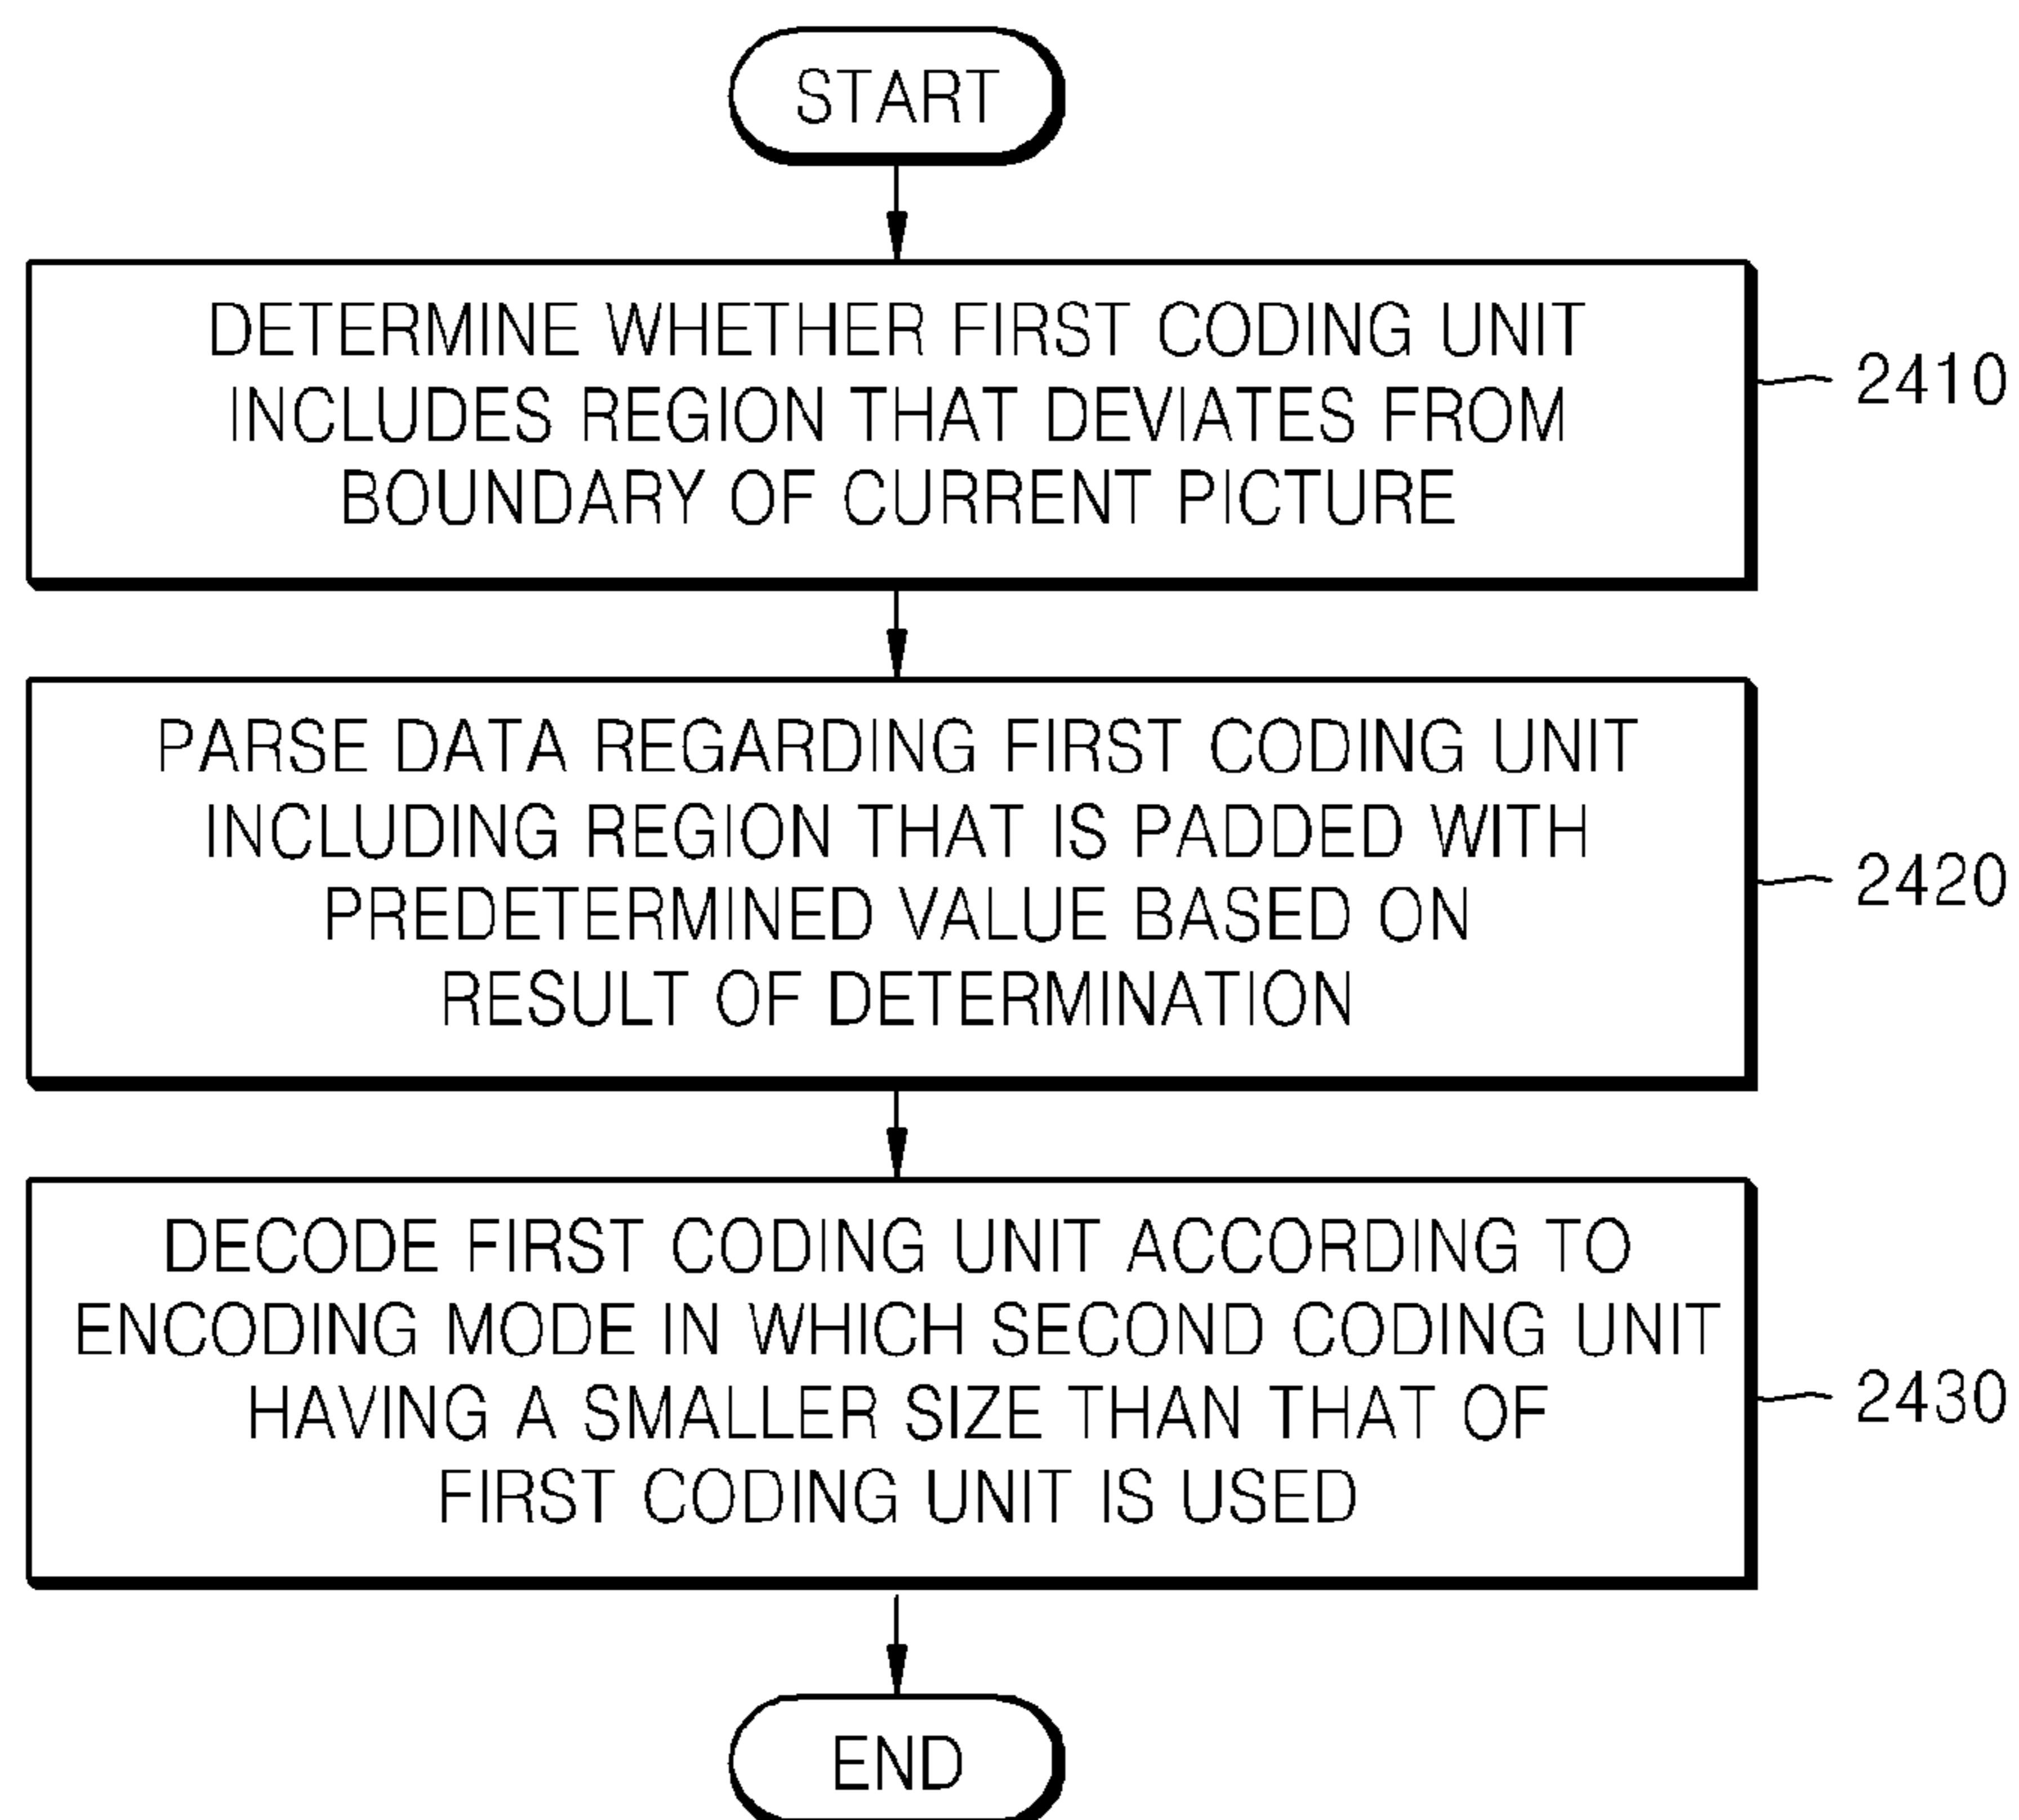 START
DETERMINE WHETHER FIRST CODING UNIT
INCLUDES REGION THAT DEVIATES FROM
BOUNDARY OF CURRENT PICTURE
2410
PARSE DATA REGARDING FIRST CODING UNIT
INCLUDING REGION THAT IS PADDED WITH
PREDETERMINED VALUE BASED ON
RESULT OF DETERMINATION
2420
DECODE FIRST CODING UNIT ACCORDING TO
ENCODING MODE IN WHICH SECOND CODING UNIT
HAVING A SMALLER SIZE THAN THAT OF
FIRST CODING UNIT IS USED
2430
END